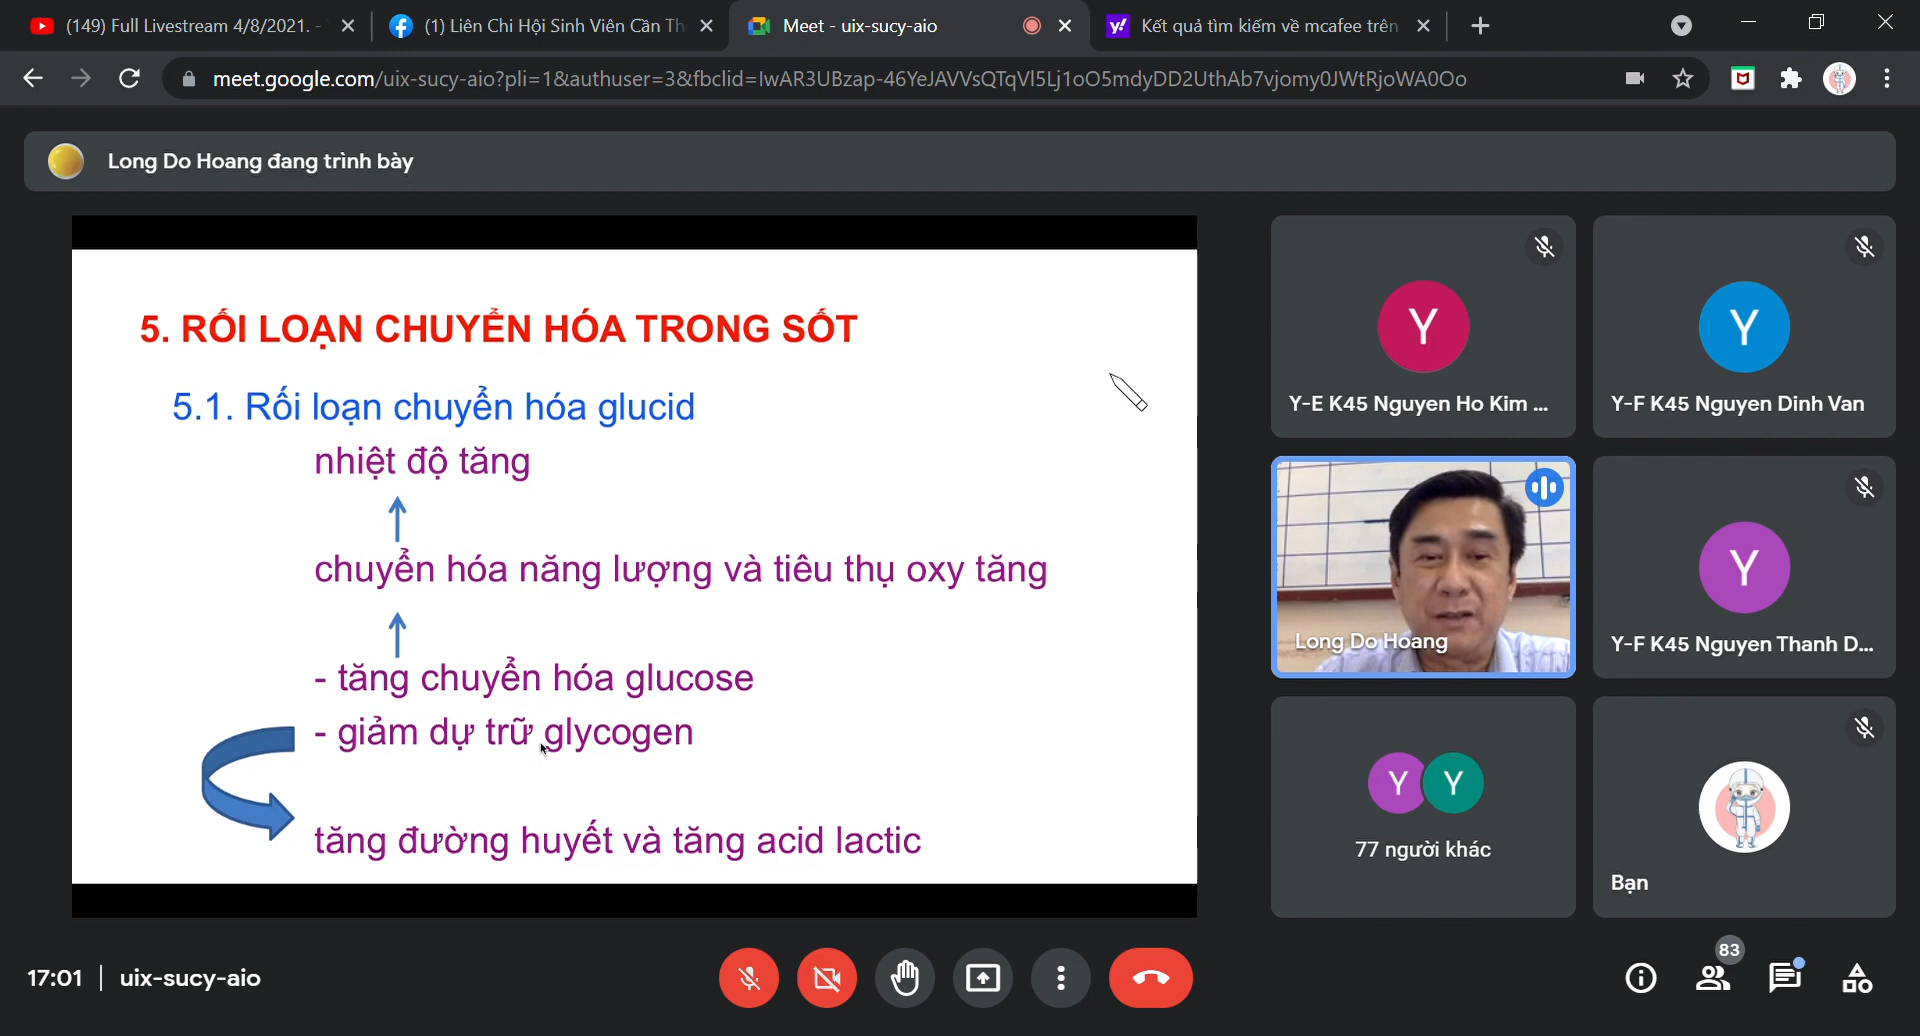 (149) Full Livestream 4/8/2021. -
(1) Liên Chi Hội Sinh Viên Cần Th
Meet - uix-sucy-aio
Kết quả tìm kiếm về mcafee trên
meet.google.com/uix-sucy-aio?pli=1&authuser=3&fbclid=IwAR3UBzap-46YeJAVVsQTqVl5Lj1oO5mdyDD2UthAb7vjomy0JWtRjoWA0Oo
Long Do Hoang đang trình bày
5. RỐI LOẠN CHUYỂN HÓA TRONG SỐT
5.1. Rối loạn chuyển hóa glucid
nhiệt độ tăng
chuyển hóa năng lượng và tiêu thụ oxy tăng
- tăng chuyển hóa glucose
- giảm dự trữ glycogen
tăng đường huyết và tăng acid lactic
Y
Y-E K45 Nguyen Ho Kim ...
Y
Y-F K45 Nguyen Dinh Van
Long Do Hoang
Y
Y-F K45 Nguyen Thanh D...
Y Y
77 người khác
Bạn
17:01 | uix-sucy-aio
83